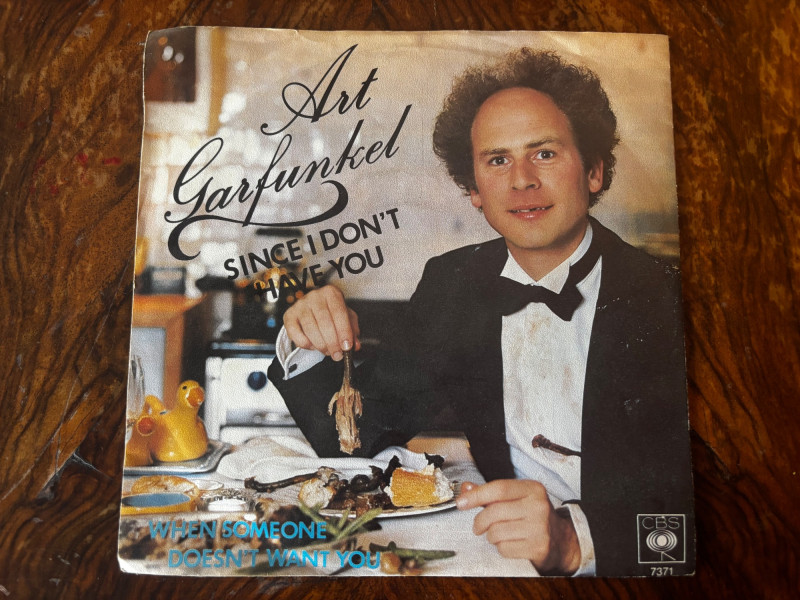 Art
Garfunkel
SINCE I DON'T
HAVE YOU
WHEN SOMEONE
DOESN'T WANT YOU
CBS
7371